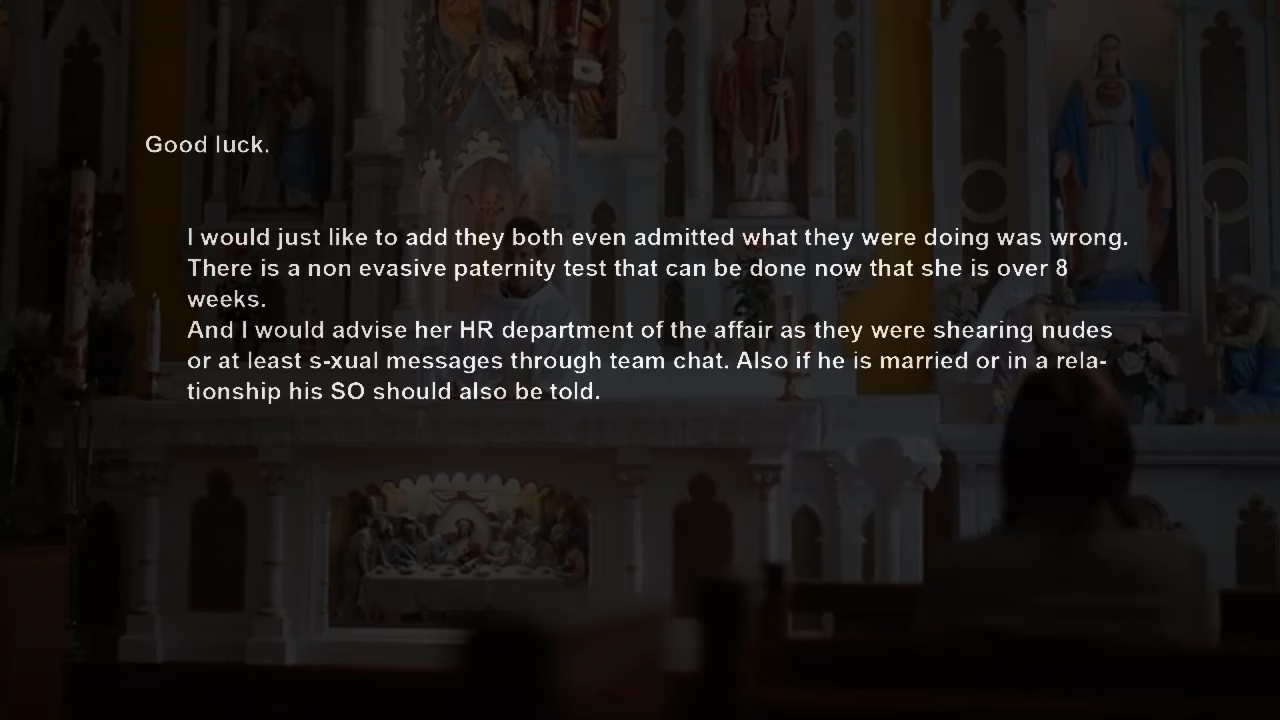 Good luck.
I would just like to add they both even admitted what they were doing was wrong.
There is a non evasive paternity test that can be done now that she is over 8
weeks.
And I would advise her HR department of the affair as they were shearing nudes
or at least s-xual messages through team chat. Also if he is married or in a rela-
tionship his SO should also be told.